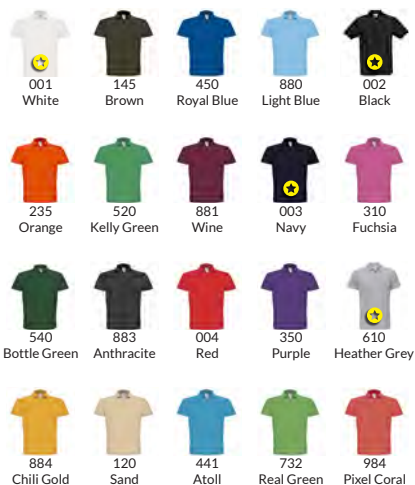 001 145 450 880 002
White Brown Royal Blue Light Blue Black
235 520 881 003 310
Orange Kelly Green Wine Navy Fuchsia
540 883 004 350 610
Bottle Green Anthracite Red Purple Heather Grey
884 120 441 732 984
Chili Gold Sand Atoll Real Green Pixel Coral